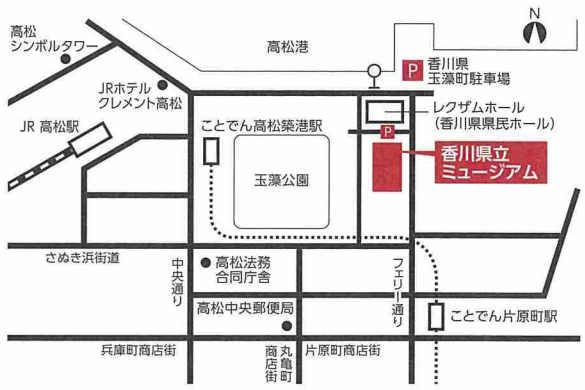 高松
シンボルタワー
高松港
N
P
香川県
玉藻町駐車場
JRホテル
クレメント高松
レクザムホール
(香川県県民ホール)
JR 高松駅
ことでん高松築港駅
P
香川県立
ミュージアム
玉藻公園
さぬき浜街道
中央通り
高松法務
合同庁舎
フェリー通り
高松中央郵便局
ことでん片原町駅
兵庫町商店街
丸亀町
商店街
片原町商店街